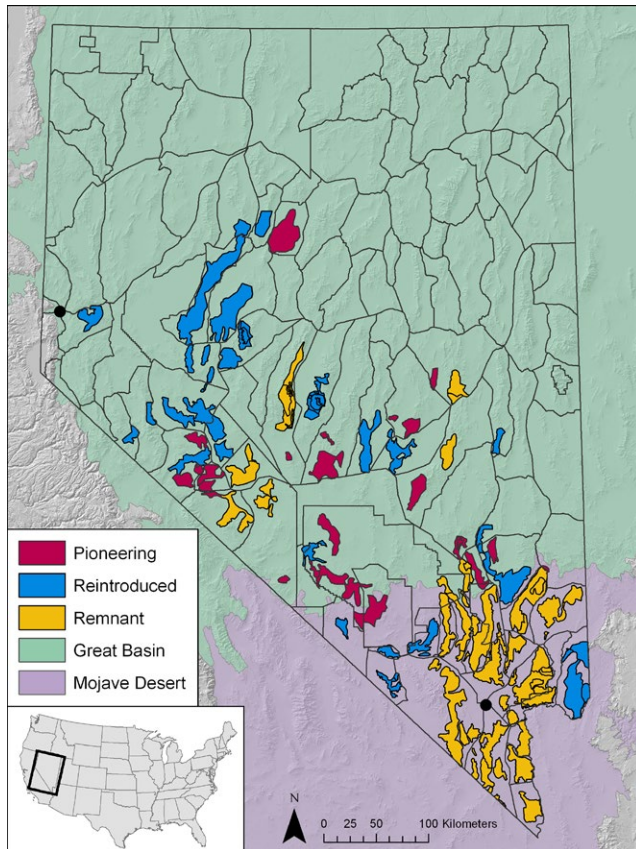 Pioneering
Reintroduced
Remnant
Great Basin
Mojave Desert
N
0 25 50 100 Kilometers